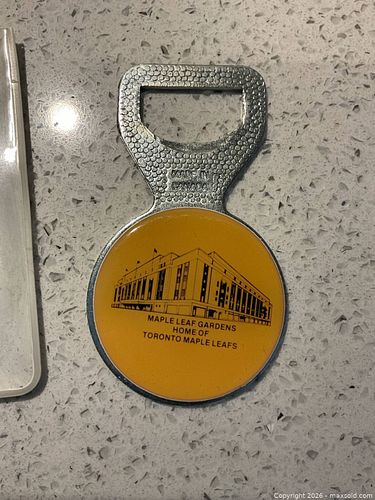 MAPLE LEAF GARDENS
HOME OF
TORONTO MAPLE LEAFS
Copyright 2026 - maxsold.com